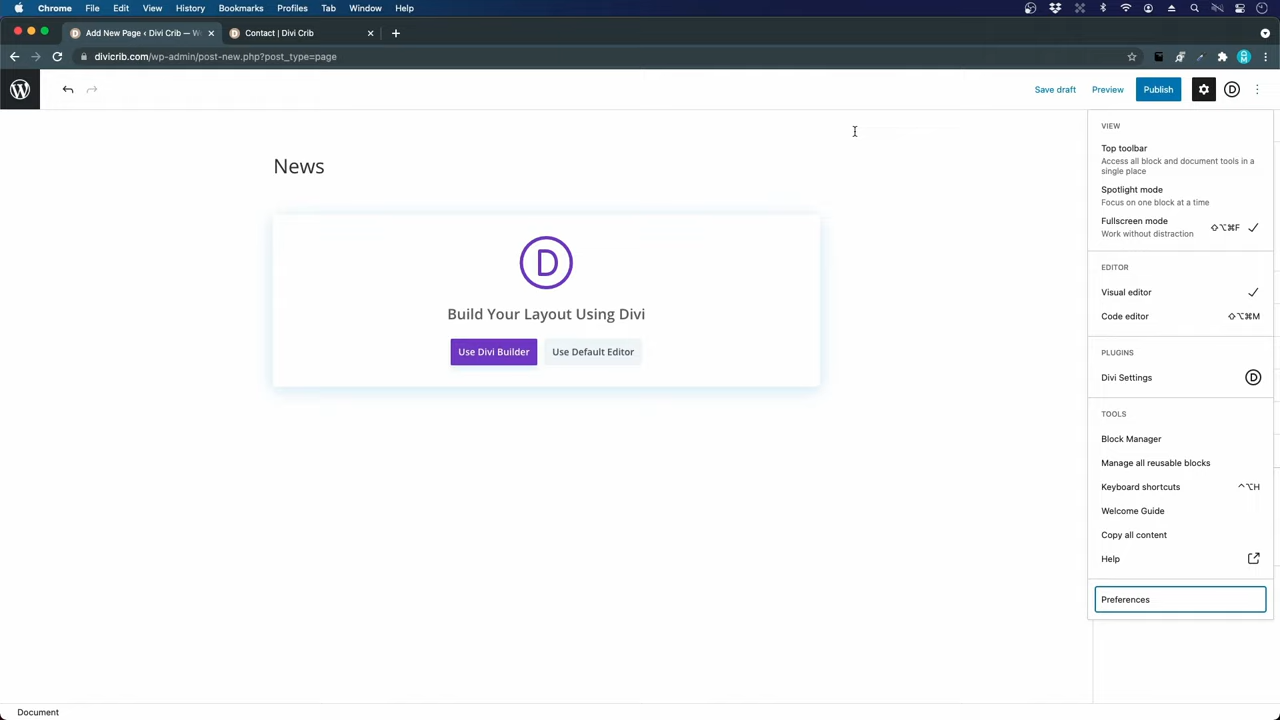 Chrome File Edit View History Bookmarks Profiles Tab Window Help
Add New Page ‹ Divi Crib — W
Contact | Divi Crib
divicrib.com/wp-admin/post-new.php?post_type=page
Save draft Preview Publish
VIEW
Top toolbar
Access all block and document tools in a
single place
Spotlight mode
Focus on one block at a time
Fullscreen mode
Work without distraction
⇧⌥⌘F
EDITOR
Visual editor
Code editor ⇧⌥⌘M
PLUGINS
Divi Settings D
TOOLS
Block Manager
Manage all reusable blocks
Keyboard shortcuts ⌃⌥H
Welcome Guide
Copy all content
Help
Preferences
News
D
Build Your Layout Using Divi
Use Divi Builder Use Default Editor
Document